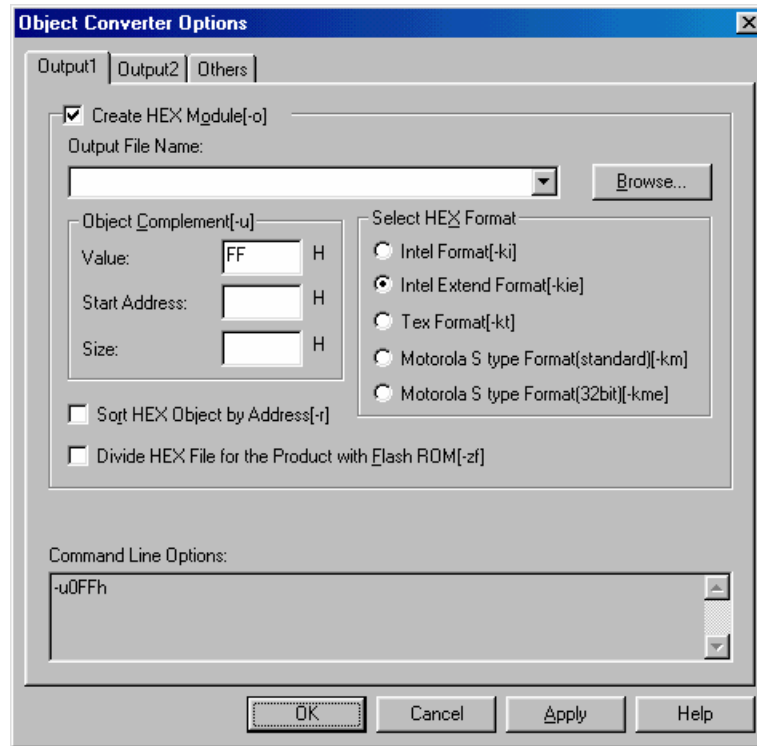 Object Converter Options
Output1 Output2 Others
Create HEX Module[-o]
Output File Name:
Browse...
Object Complement[-u]
Value: FF H
Start Address: H
Size: H
Select HEX Format
Intel Format[-ki]
Intel Extend Format[-kie]
Tex Format[-kt]
Motorola S type Format(standard)[-km]
Motorola S type Format(32bit)[-kme]
Sort HEX Object by Address[-r]
Divide HEX File for the Product with Flash ROM[-zf]
Command Line Options:
-u0FFh
OK Cancel Apply Help